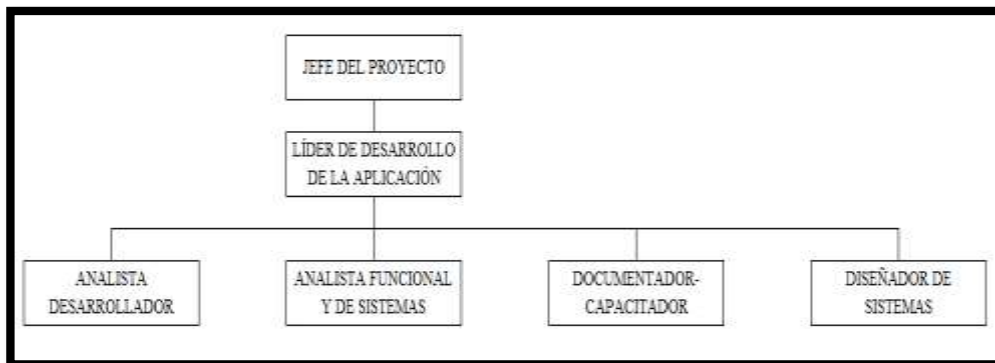 JEFE DEL PROYECTO
LÍDER DE DESARROLLO
DE LA APLICACIÓN
ANALISTA
DESARROLLADOR
ANALISTA FUNCIONAL
Y DE SISTEMAS
DOCUMENTADOR-
CAPACITADOR
DISEÑADOR DE
SISTEMAS